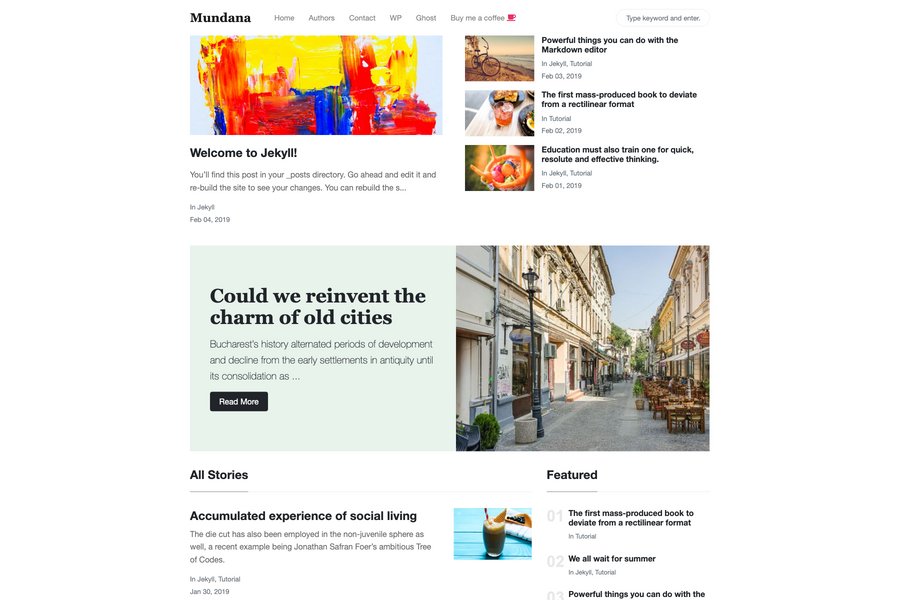 Mundana
Home Authors Contact WP Ghost Buy me a coffee
Type keyword and enter.
Welcome to Jekyll!
You'll find this post in your _posts directory. Go ahead and edit it and
re-build the site to see your changes. You can rebuild the s...
In Jekyll
Feb 04, 2019
Powerful things you can do with the
Markdown editor
In Jekyll, Tutorial
Feb 03, 2019
The first mass-produced book to deviate
from a rectilinear format
In Tutorial
Feb 02, 2019
Education must also train one for quick,
resolute and effective thinking.
In Jekyll, Tutorial
Feb 01, 2019
Could we reinvent the
charm of old cities
Bucharest's history alternated periods of development
and decline from the early settlements in antiquity until
its consolidation as ...
Read More
All Stories
Accumulated experience of social living
The die cut has also been employed in the non-juvenile sphere as
well, a recent example being Jonathan Safran Foer's ambitious Tree
of Codes.
In Jekyll, Tutorial
Jan 30, 2019
Featured
01
The first mass-produced book to
deviate from a rectilinear format
In Tutorial
02
We all wait for summer
In Jekyll, Tutorial
03
Powerful things you can do with the